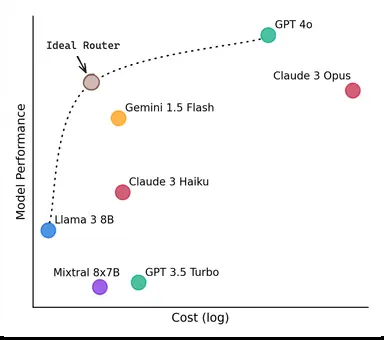 GPT 4o
Ideal Router
Claude 3 Opus
Gemini 1.5 Flash
Claude 3 Haiku
Llama 3 8B
Mixtral 8x7B
GPT 3.5 Turbo
Model Performance
Cost (log)